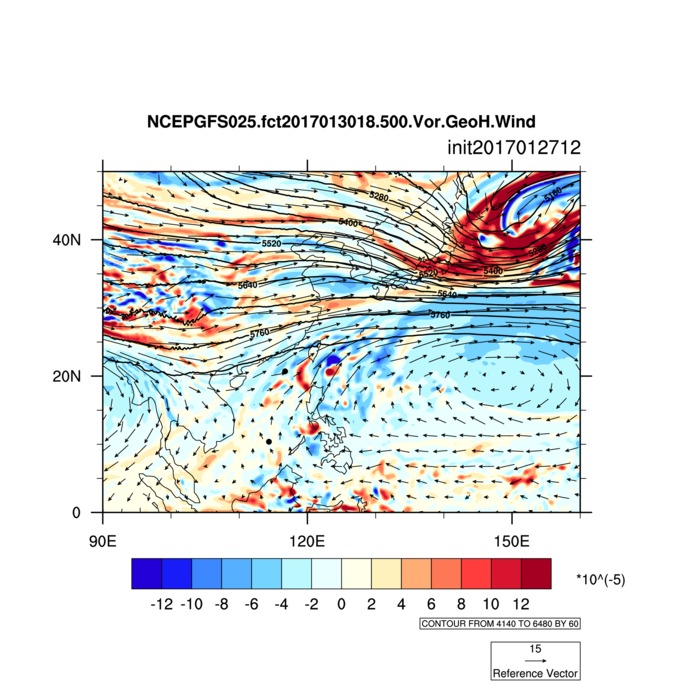 NCEPGFS025.fct2017013018.500.Vor.GeoH.Wind
init2017012712
5280
5160
5400
5520
5280
5520
5400
5640
5640
5760
5760
40N
20N
0
90E 120E 150E
-12 -10 -8 -6 -4 -2 0 2 4 6 8 10 12
*10^(-5)
CONTOUR FROM 4140 TO 6480 BY 60
15
Reference Vector